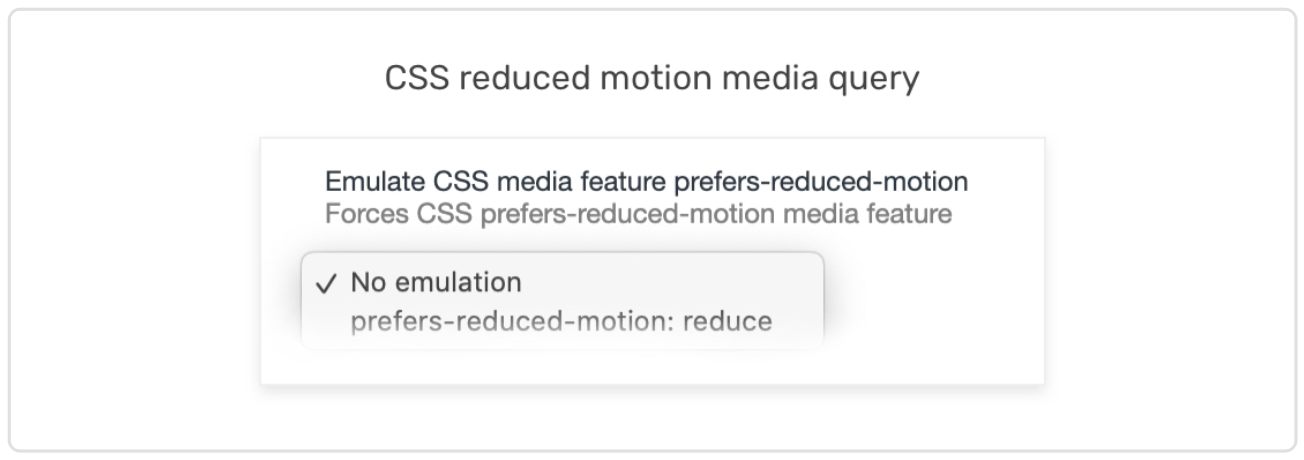 CSS reduced motion media query
Emulate CSS media feature prefers-reduced-motion
Forces CSS prefers-reduced-motion media feature
✓ No emulation
prefers-reduced-motion: reduce